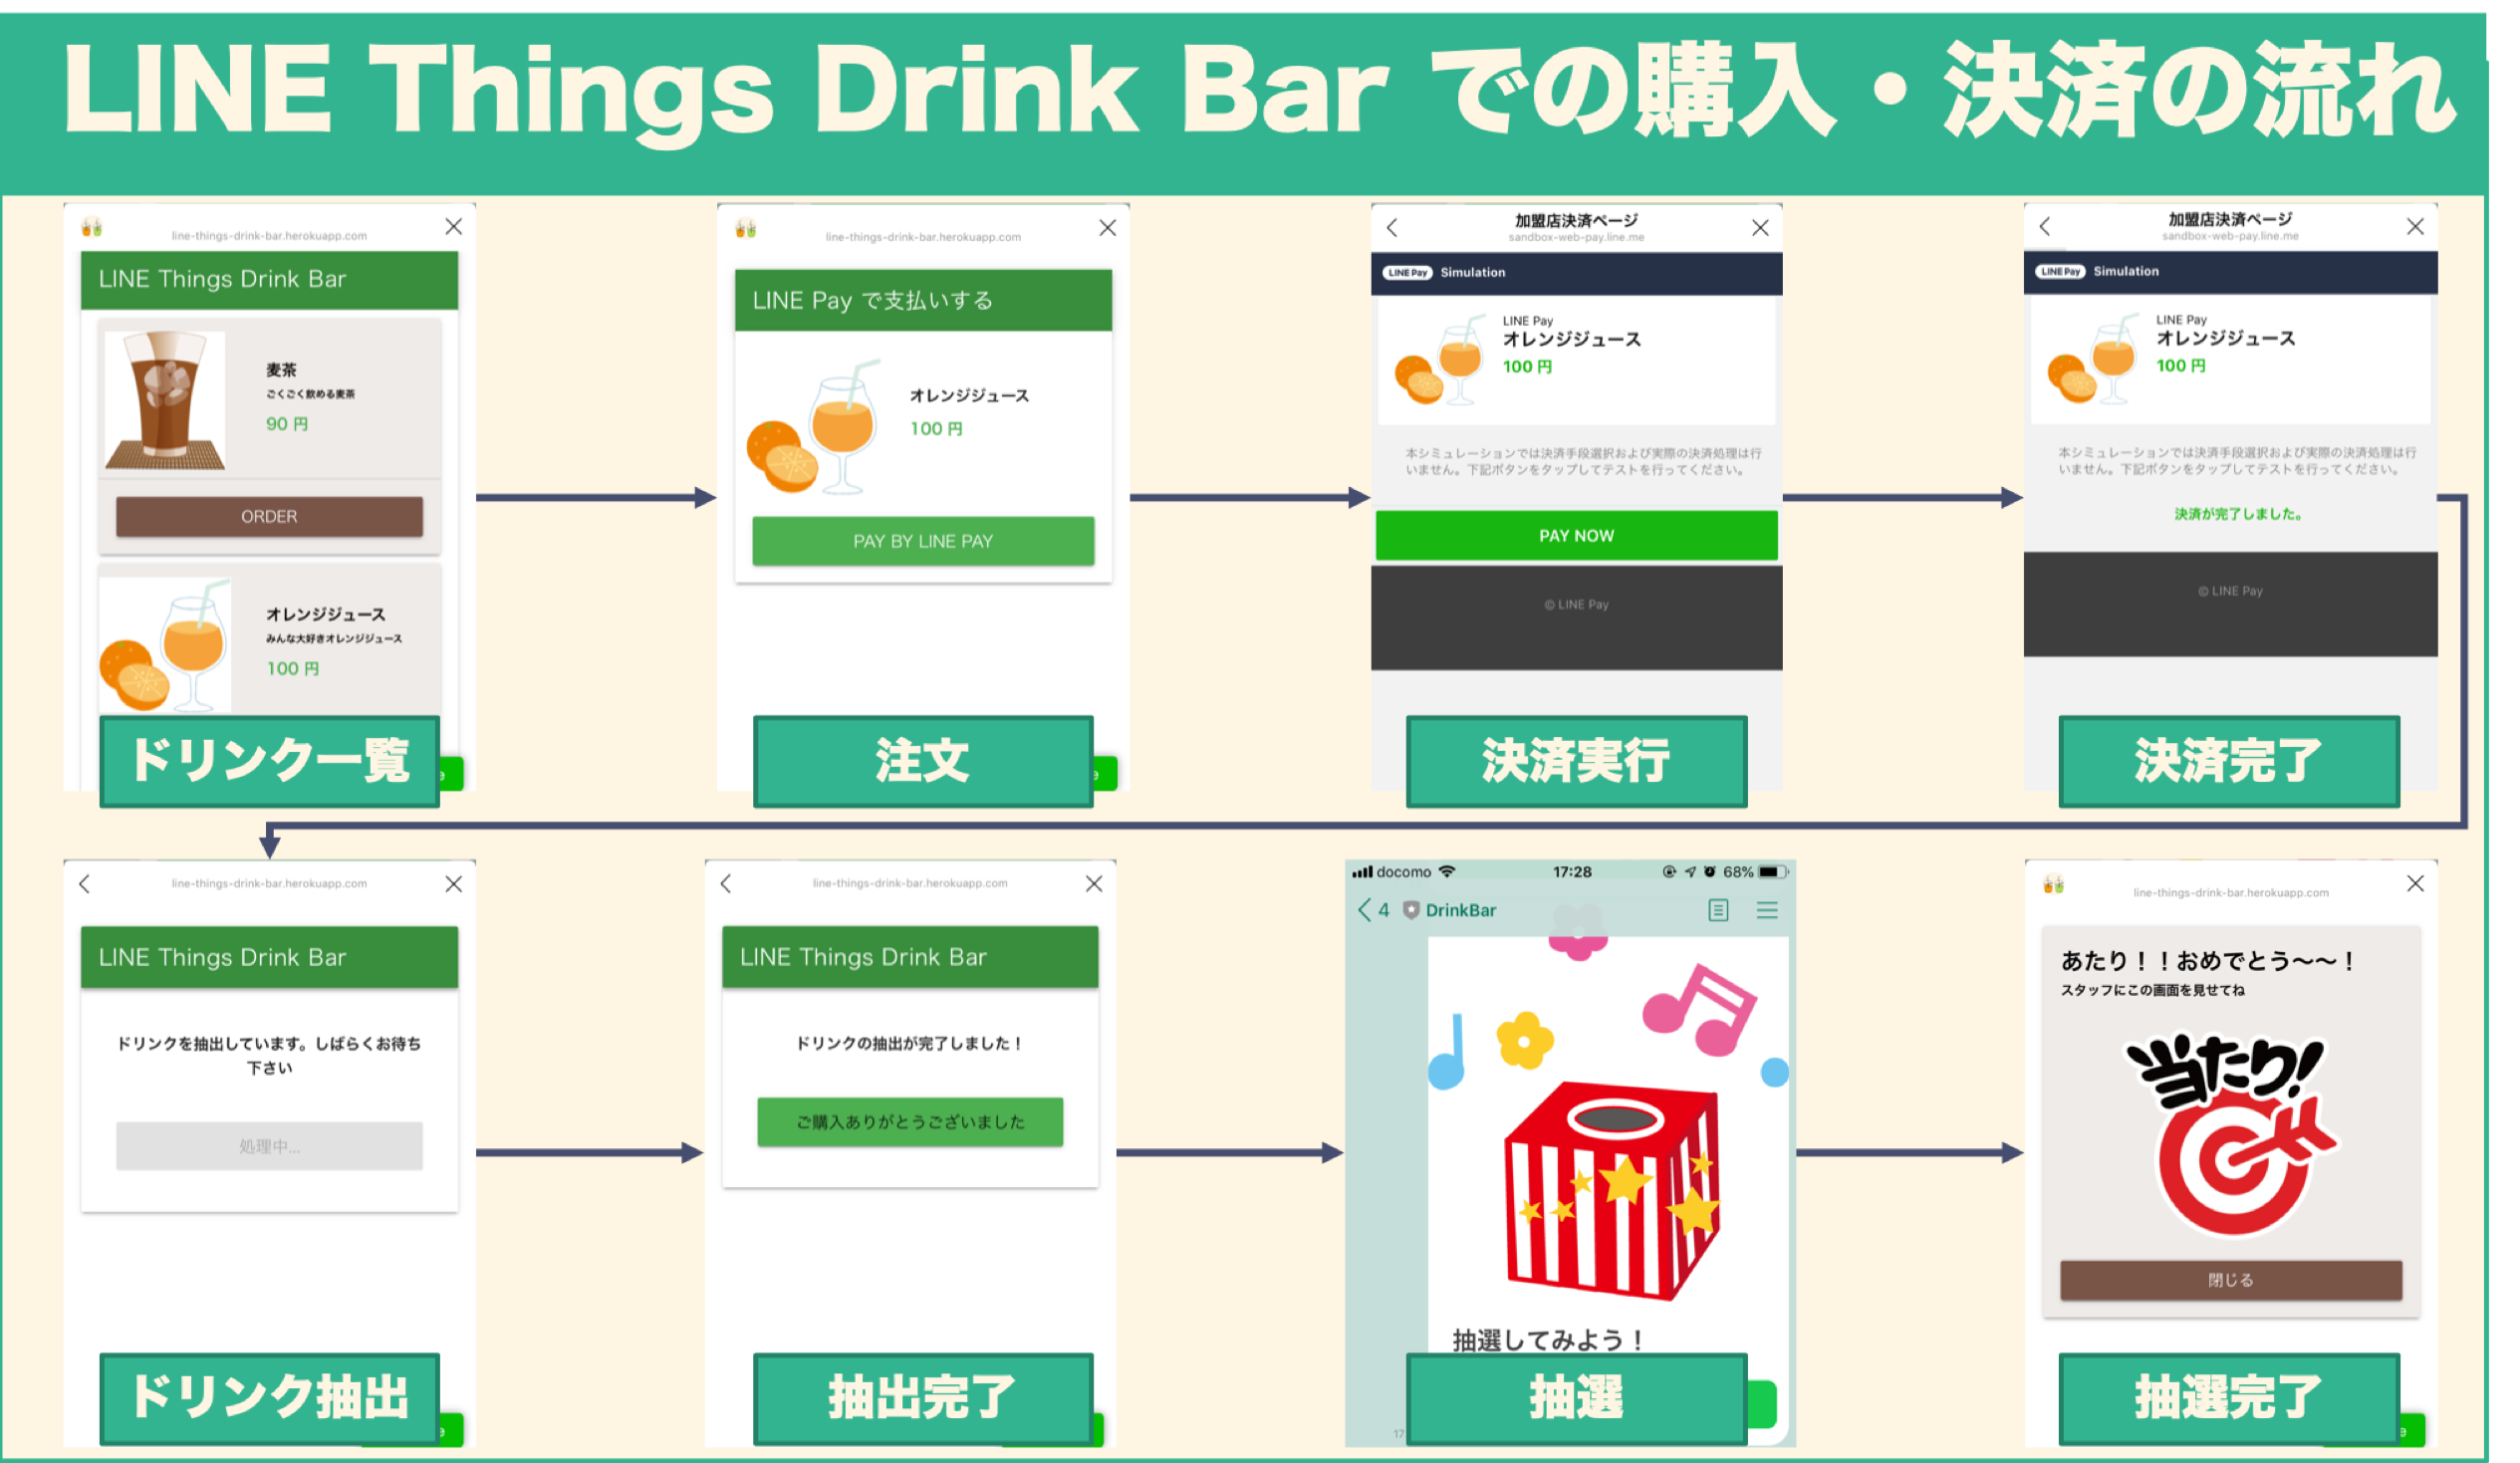 LINE Things Drink Bar での購入・決済の流れ
line-things-drink-bar.herokuapp.com
LINE Things Drink Bar
麦茶
ごくごく飲める麦茶
90 円
ORDER
オレンジジュース
みんな大好きオレンジジュース
100 円
ドリンク一覧
line-things-drink-bar.herokuapp.com
LINE Pay で支払いする
オレンジジュース
100 円
PAY BY LINE PAY
注文
加盟店決済ページ
sandbox-web-pay.line.me
LINE Pay Simulation
LINE Pay
オレンジジュース
100 円
本シミュレーションでは決済手段選択および実際の決済処理は行
いません。下記ボタンをタップしてテストを行ってください。
PAY NOW
© LINE Pay
決済実行
加盟店決済ページ
sandbox-web-pay.line.me
LINE Pay Simulation
LINE Pay
オレンジジュース
100 円
本シミュレーションでは決済手段選択および実際の決済処理は行
いません。下記ボタンをタップしてテストを行ってください。
決済が完了しました。
© LINE Pay
決済完了
line-things-drink-bar.herokuapp.com
LINE Things Drink Bar
ドリンクを抽出しています。しばらくお待ち
下さい
処理中...
ドリンク抽出
line-things-drink-bar.herokuapp.com
LINE Things Drink Bar
ドリンクの抽出が完了しました！
ご購入ありがとうございました
抽出完了
docomo 17:28 68%
4 DrinkBar
抽選してみよう！
17
抽選
line-things-drink-bar.herokuapp.com
あたり！！おめでとう〜〜！
スタッフにこの画面を見せてね
当たり！
閉じる
抽選完了